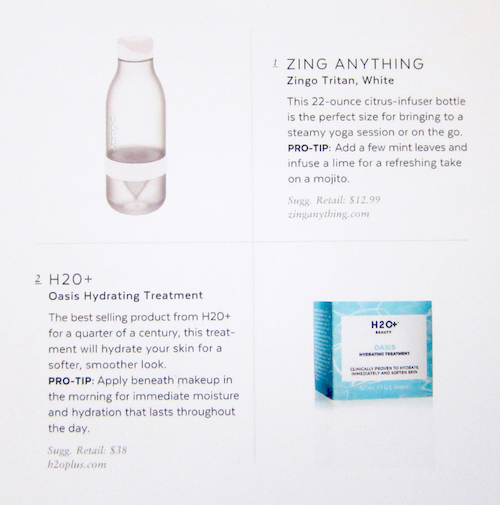 1. ZING ANYTHING
Zingo Tritan, White
This 22-ounce citrus-infuser bottle
is the perfect size for bringing to a
steamy yoga session or on the go.
PRO-TIP: Add a few mint leaves and
infuse a lime for a refreshing take
on a mojito.
Sugg. Retail: $12.99
zinganything.com
2. H20+
Oasis Hydrating Treatment
The best selling product from H20+
for a quarter of a century, this treat-
ment will hydrate your skin for a
softer, smoother look.
PRO-TIP: Apply beneath makeup in
the morning for immediate moisture
and hydration that lasts throughout
the day.
Sugg. Retail: $38
h2oplus.com
H2O+
BEAUTY
OASIS
HYDRATING TREATMENT
CLINICALLY PROVEN TO HYDRATE
IMMEDIATELY AND SOFTEN SKIN